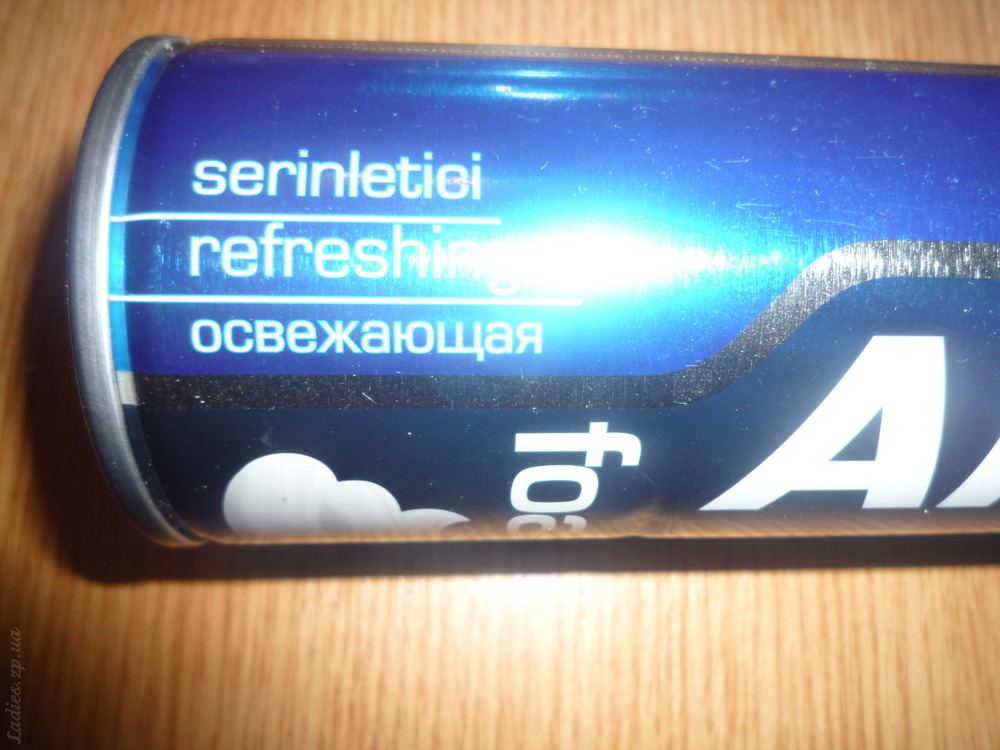 serinletici
refreshing
освежающая
Ladies.zp.ua